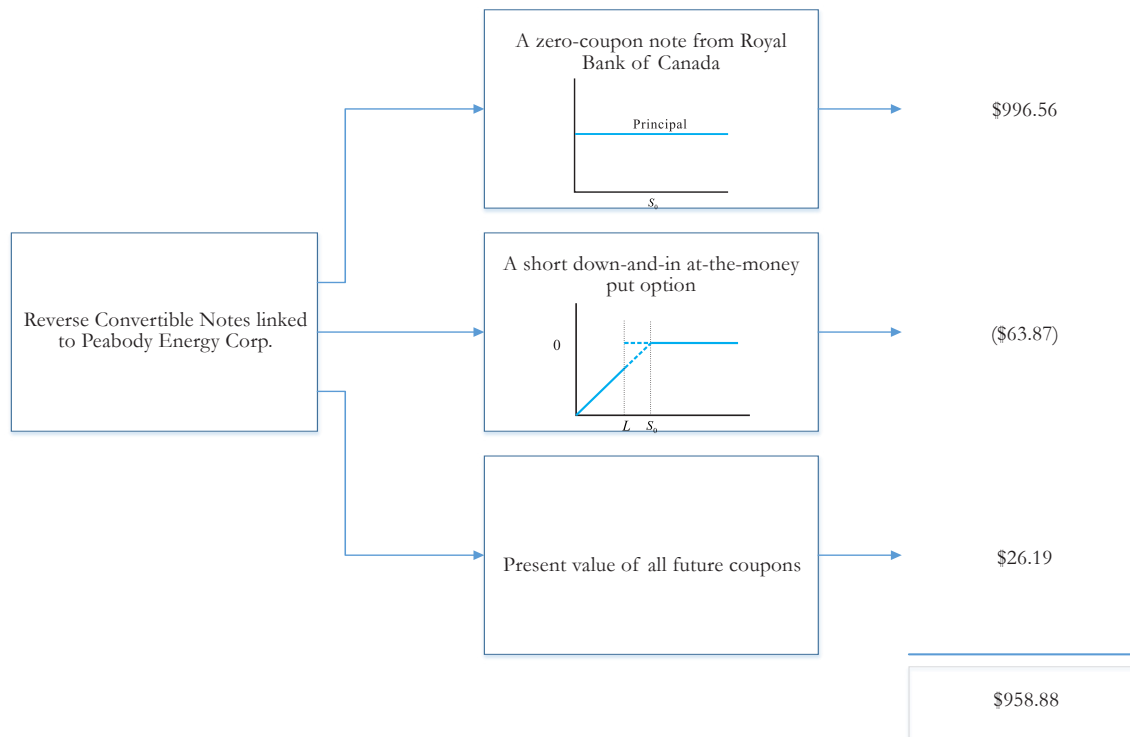 A zero-coupon note from Royal
Bank of Canada
Principal
S₀
$996.56
Reverse Convertible Notes linked
to Peabody Energy Corp.
A short down-and-in at-the-money
put option
0
L S₀
($63.87)
Present value of all future coupons
$26.19
$958.88